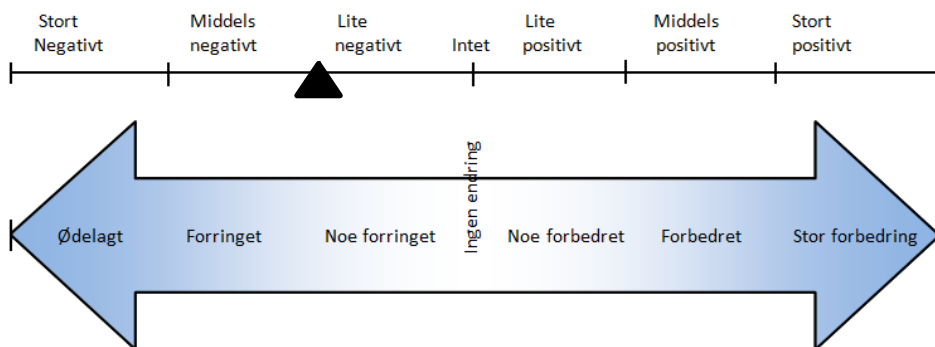 Stort
Negativt
Middels
negativt
Lite
negativt
Intet
Lite
positivt
Middels
positivt
Stort
positivt
Ingen endring
Ødelagt
Forringet
Noe forringet
Noe forbedret
Forbedret
Stor forbedring